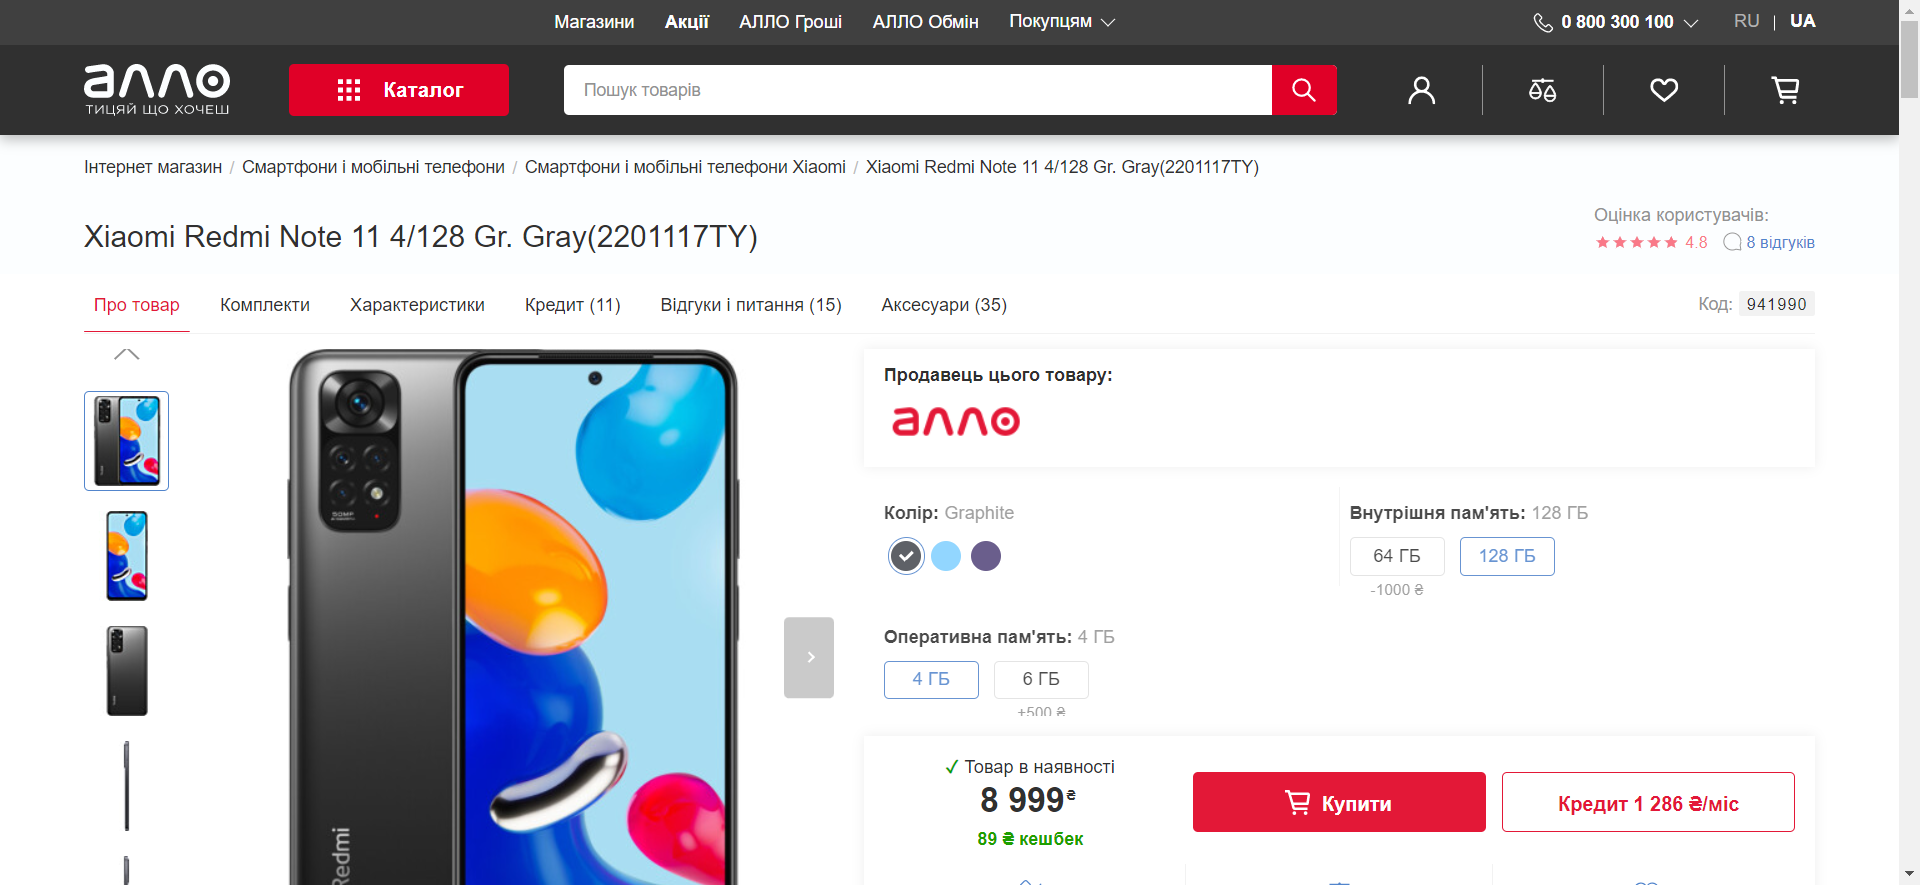 Магазини Акції АЛЛО Гроші АЛЛО Обмін Покупцям 0 800 300 100 RU | UA
алло
ТИЦЯЙ ЩО ХОЧЕШ
Каталог
Пошук товарів
Інтернет магазин / Смартфони і мобільні телефони / Смартфони і мобільні телефони Xiaomi / Xiaomi Redmi Note 11 4/128 Gr. Gray(2201117TY)
Xiaomi Redmi Note 11 4/128 Gr. Gray(2201117TY)
Оцінка користувачів:
4.8 8 відгуків
Про товар Комплекти Характеристики Кредит (11) Відгуки і питання (15) Аксесуари (35)
Код: 941990
50MP
Redmi
Продавець цього товару:
алло
Колір: Graphite
Внутрішня пам'ять: 128 ГБ
64 ГБ 128 ГБ
-1000 ₴
Оперативна пам'ять: 4 ГБ
4 ГБ 6 ГБ
+500 ₴
Товар в наявності
8 999₴
89 ₴ кешбек
Купити
Кредит 1 286 ₴/міс